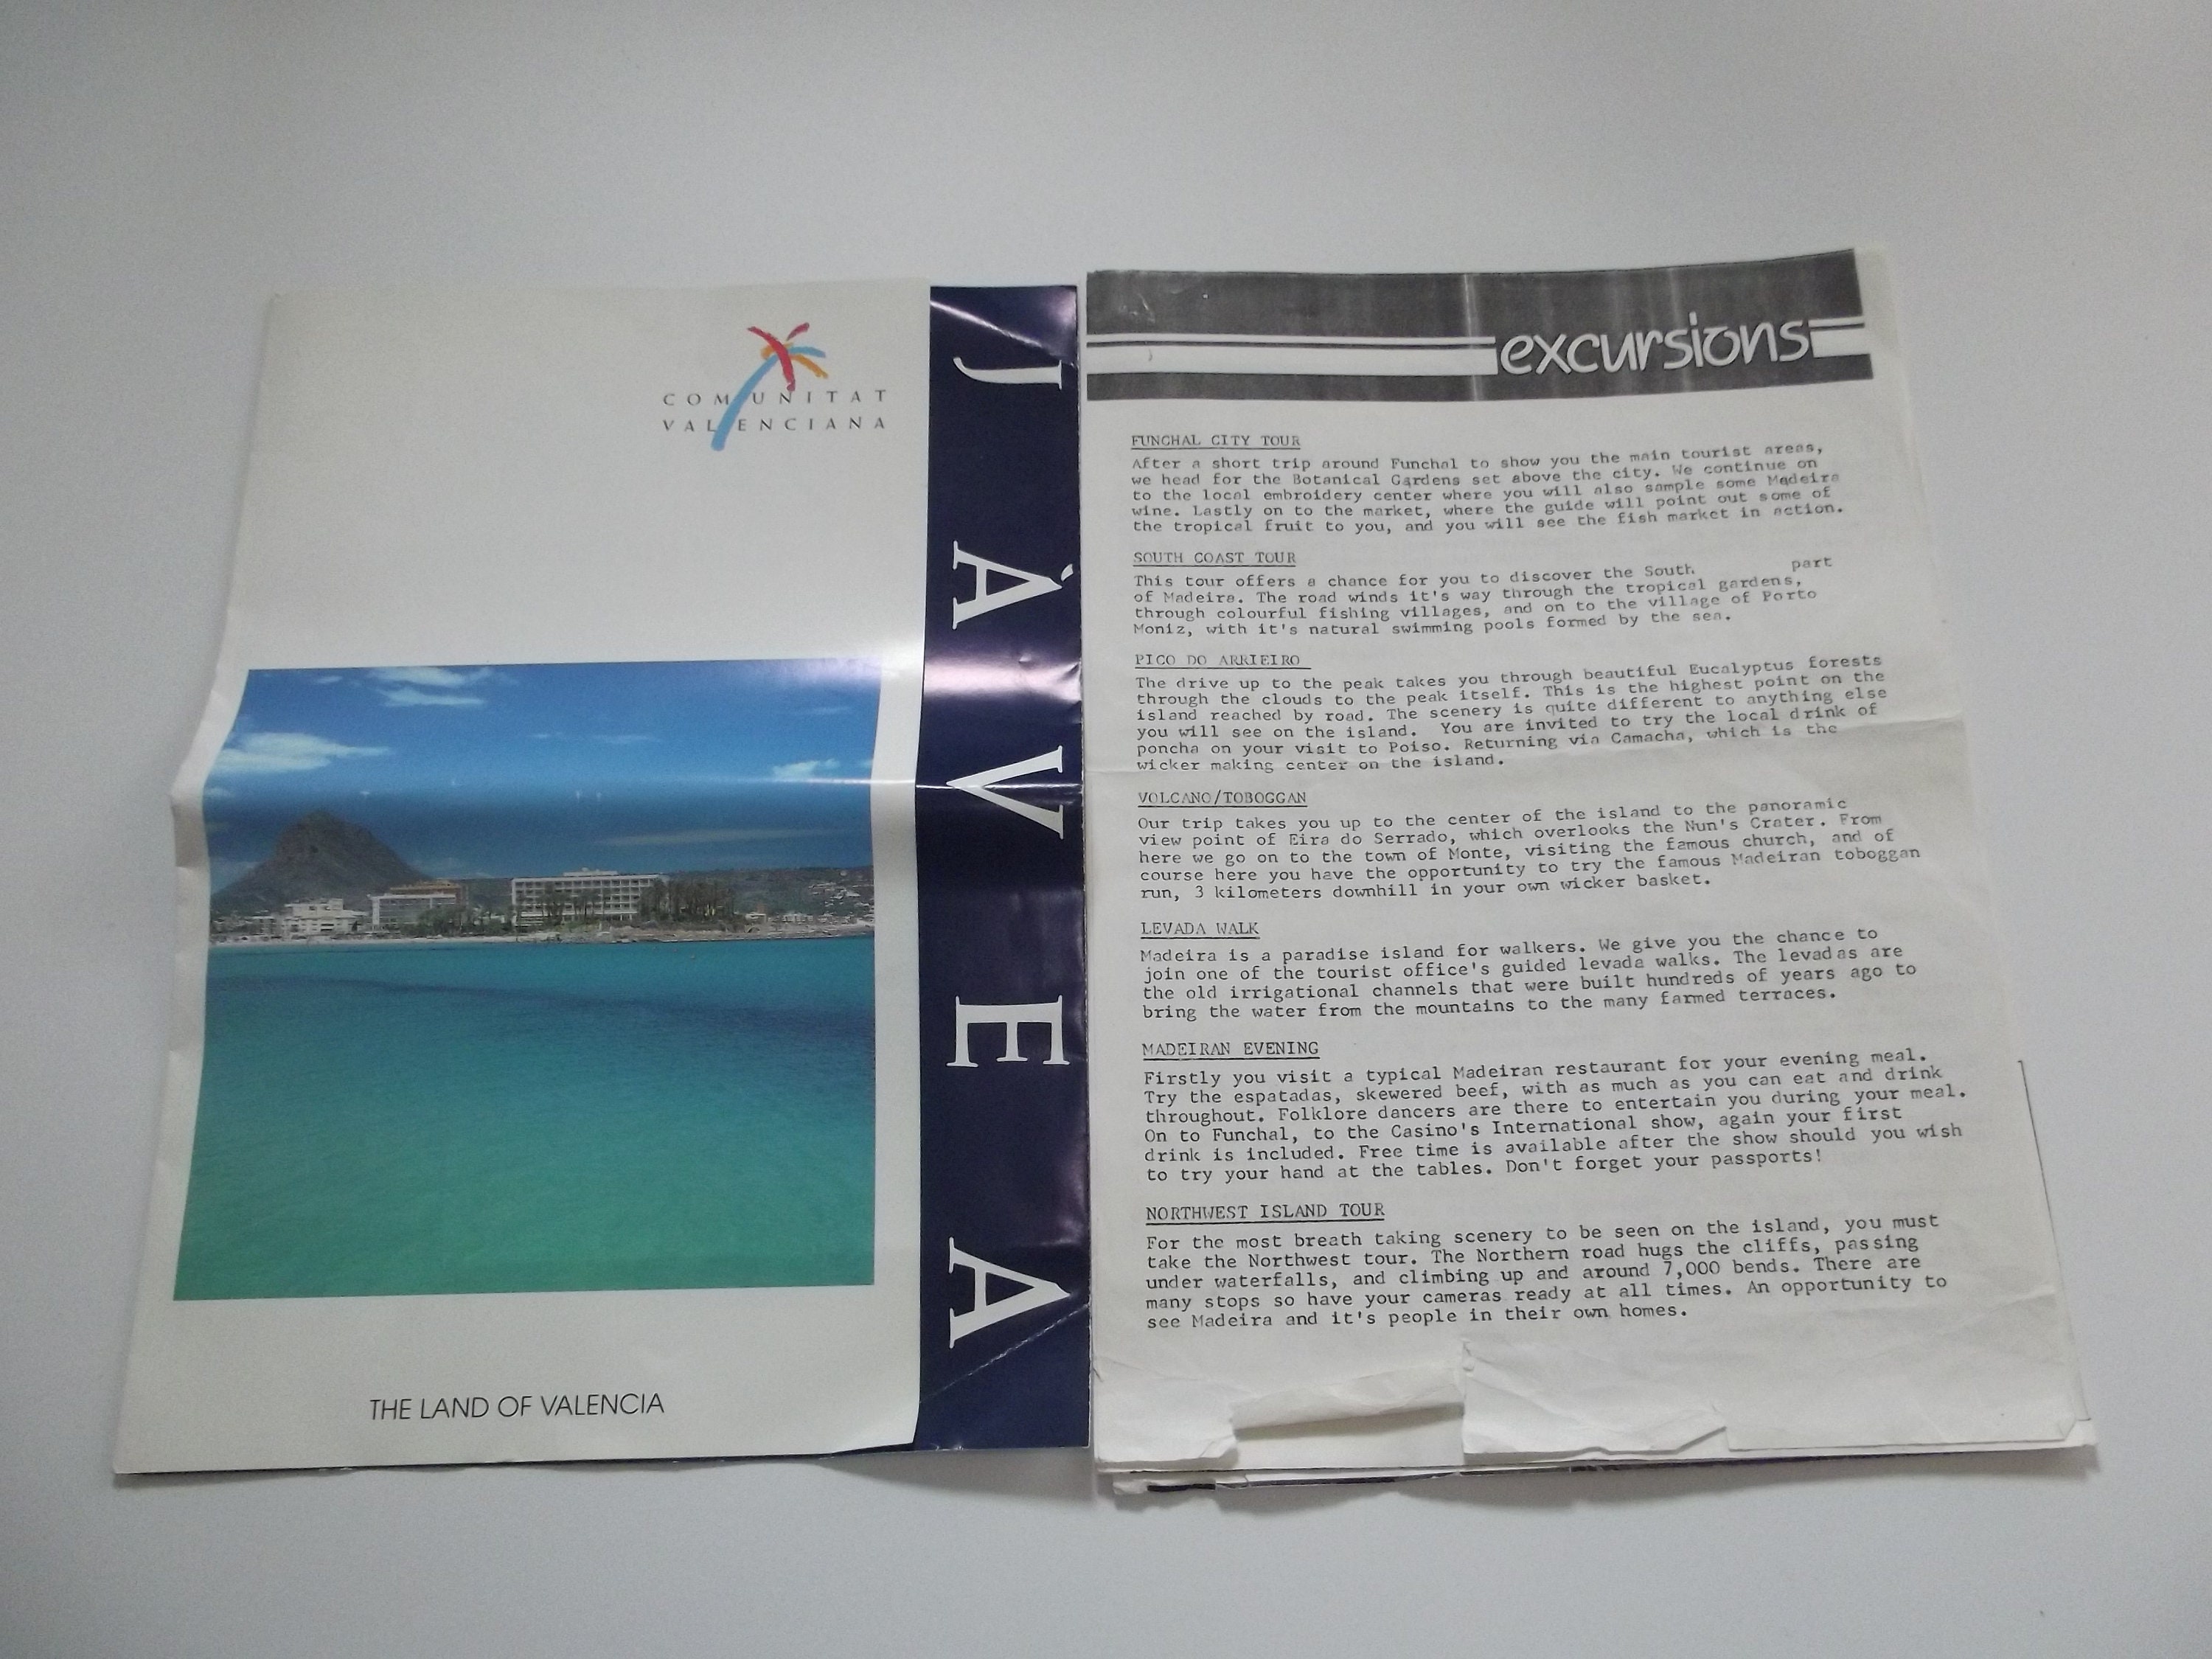 COMUNITAT
VALENCIANA
THE LAND OF VALENCIA
JÀVEA
excursions
FUNCHAL CITY TOUR
After a short trip around Funchal to show you the main tourist areas,
we head for the Botanical Gardens set above the city. We continue on
to the local embroidery center where you will also sample some Madeira
wine. Lastly on to the market, where the guide will point out some of
the tropical fruit to you, and you will see the fish market in action.
SOUTH COAST TOUR
This tour offers a chance for you to discover the South part
of Madeira. The road winds it's way through the tropical gardens,
through colourful fishing villages, and on to the village of Porto
Moniz, with it's natural swimming pools formed by the sea.
PICO DO ARRIEIRO
The drive up to the peak takes you through beautiful Eucalyptus forests
through the clouds to the peak itself. This is the highest point on the
island reached by road. The scenery is quite different to anything else
you will see on the island. You are invited to try the local drink of
poncha on your visit to Poiso. Returning via Camacha, which is the
wicker making center on the island.
VOLCANO/TOBOGGAN
Our trip takes you up to the center of the island to the panoramic
view point of Eira do Serrado, which overlooks the Nun's Crater. From
here we go on to the town of Monte, visiting the famous church, and of
course here you have the opportunity to try the famous Madeiran toboggan
run, 3 kilometers downhill in your own wicker basket.
LEVADA WALK
Madeira is a paradise island for walkers. We give you the chance to
join one of the tourist office's guided levada walks. The levadas are
the old irrigational channels that were built hundreds of years ago to
bring the water from the mountains to the many farmed terraces.
MADEIRAN EVENING
Firstly you visit a typical Madeiran restaurant for your evening meal.
Try the espatadas, skewered beef, with as much as you can eat and drink
throughout. Folklore dancers are there to entertain you during your meal.
On to Funchal, to the Casino's International show, again your first
drink is included. Free time is available after the show should you wish
to try your hand at the tables. Don't forget your passports!
NORTHWEST ISLAND TOUR
For the most breath taking scenery to be seen on the island, you must
take the Northwest tour. The Northern road hugs the cliffs, passing
under waterfalls, and climbing up and around 7,000 bends. There are
many stops so have your cameras ready at all times. An opportunity to
see Madeira and it's people in their own homes.